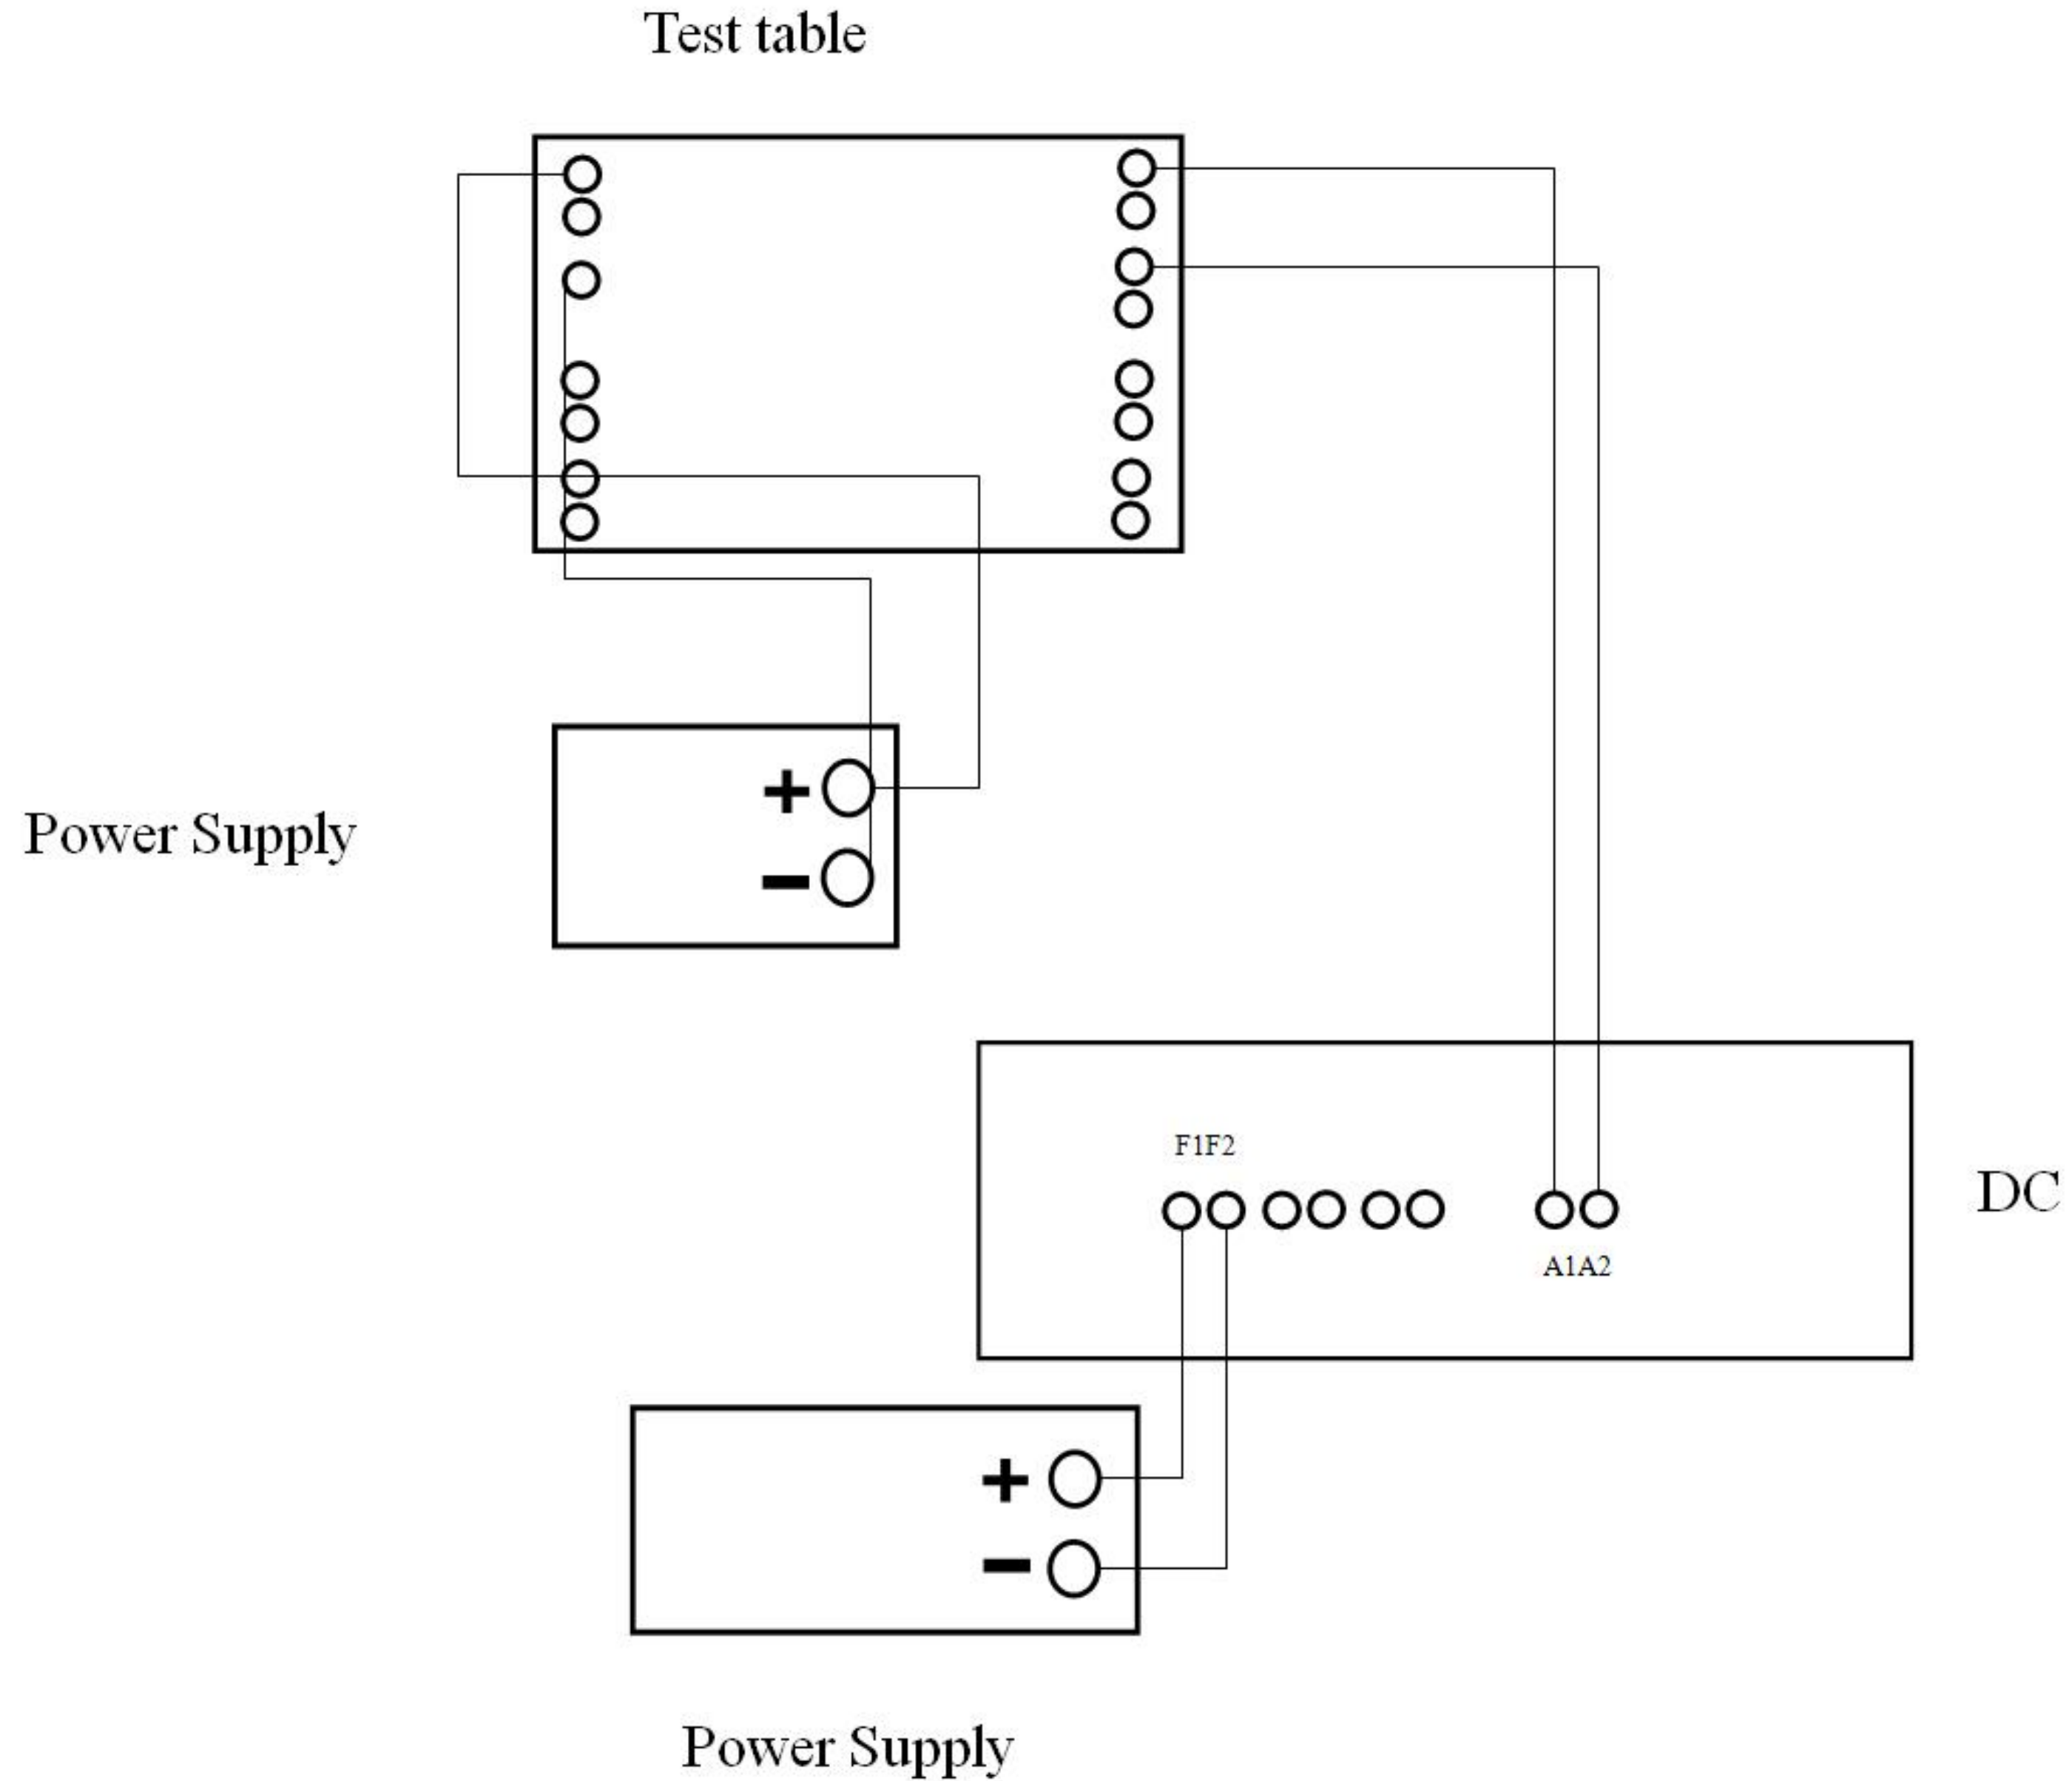 Test table
+
Power Supply
−
F1F2
DC
A1A2
+
−
Power Supply